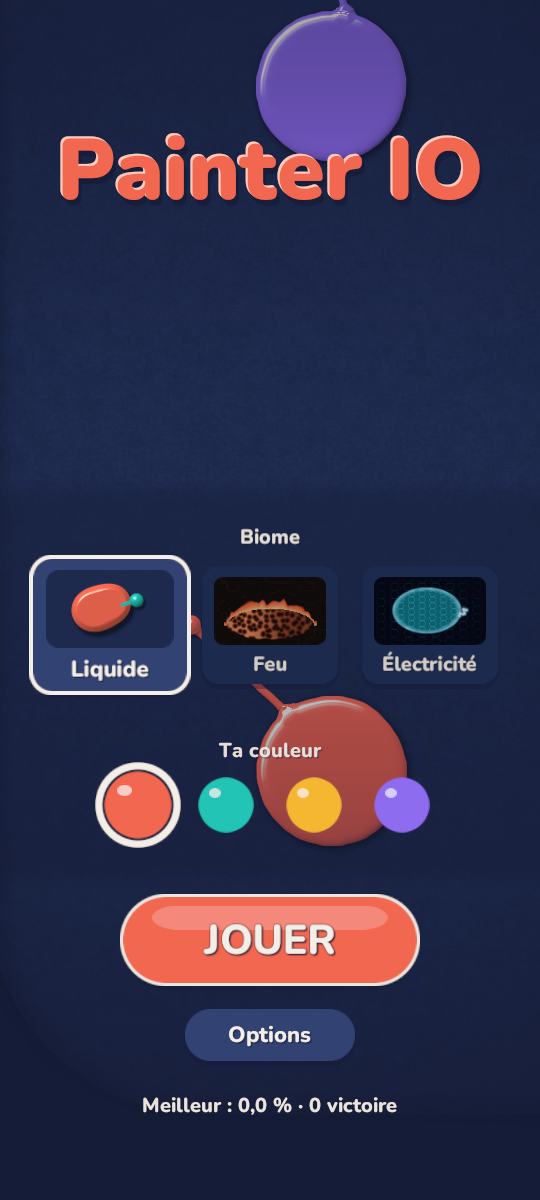 Painter IO
Biome
Liquide
Feu
Électricité
Ta couleur
JOUER
Options
Meilleur : 0,0 % · 0 victoire